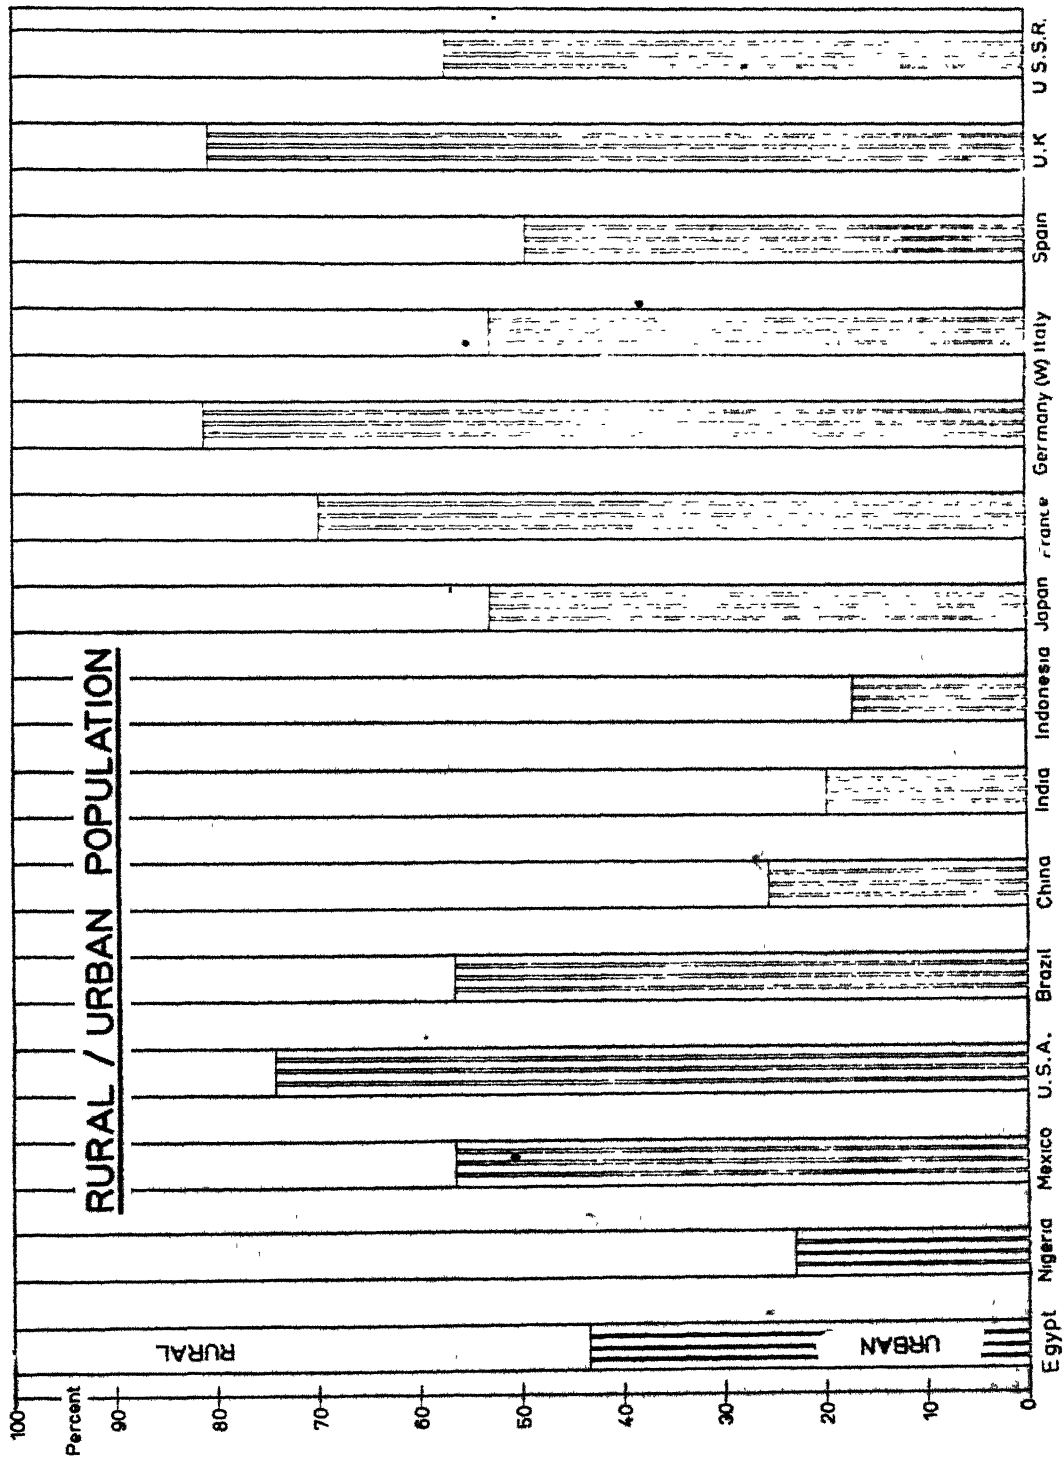 RURAL / URBAN POPULATION
Percent
100
90
80
70
60
50
40
30
20
10
0
RURAL
URBAN
Egypt
Nigeria
Mexico
U.S.A.
Brazil
China
India
Indonesia
Japan
France
Germany (W)
Italy
Spain
U.K
U S.S.R.